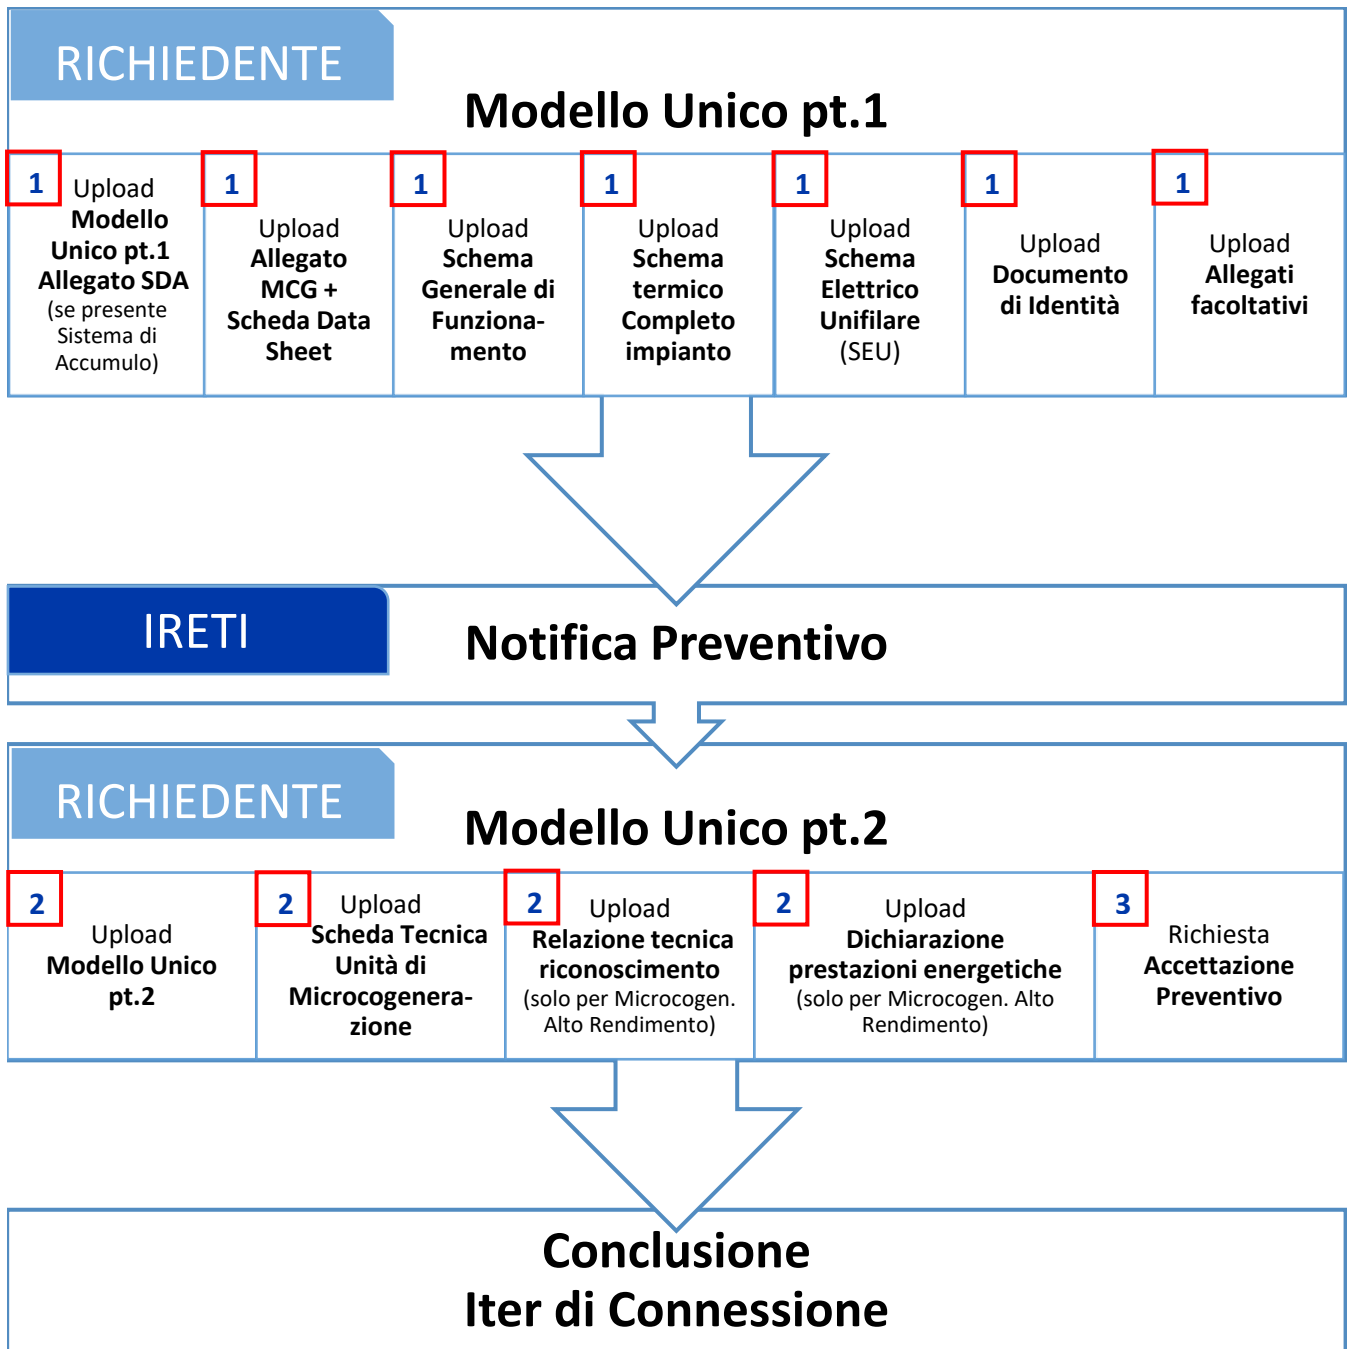 RICHIEDENTE
Modello Unico pt.1
1
Upload
Modello
Unico pt.1
Allegato SDA
(se presente
Sistema di
Accumulo)
1
Upload
Allegato
MCG +
Scheda Data
Sheet
1
Upload
Schema
Generale di
Funziona-
mento
1
Upload
Schema
termico
Completo
impianto
1
Upload
Schema
Elettrico
Unifilare
(SEU)
1
Upload
Documento
di Identità
1
Upload
Allegati
facoltativi
IRETI
Notifica Preventivo
RICHIEDENTE
Modello Unico pt.2
2
Upload
Modello Unico
pt.2
2
Upload
Scheda Tecnica
Unità di
Microcogenera-
zione
2
Upload
Relazione tecnica
riconoscimento
(solo per Microcogen.
Alto Rendimento)
2
Upload
Dichiarazione
prestazioni energetiche
(solo per Microcogen. Alto
Rendimento)
3
Richiesta
Accettazione
Preventivo
Conclusione
Iter di Connessione